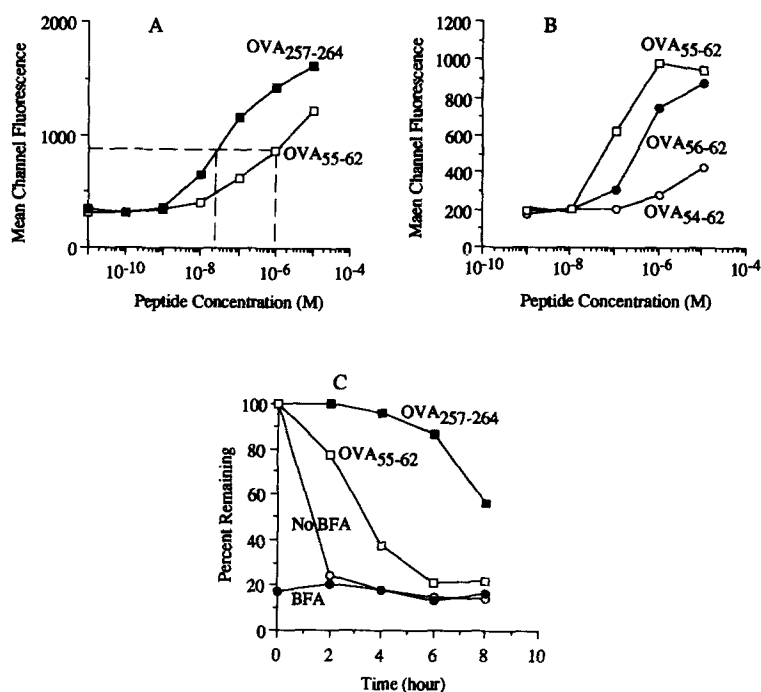 A
Mean Channel Fluorescence
2000
1000
0
OVA257-264
OVA55-62
10-10
10-8
10-6
10-4
Peptide Concentration (M)
B
Maen Channel Fluorescence
1200
1000
800
600
400
200
0
OVA55-62
OVA56-62
OVA54-62
10-10
10-8
10-6
10-4
Peptide Concentration (M)
C
Percent Remaining
100
80
60
40
20
0
OVA257-264
OVA55-62
No BFA
BFA
0
2
4
6
8
10
Time (hour)